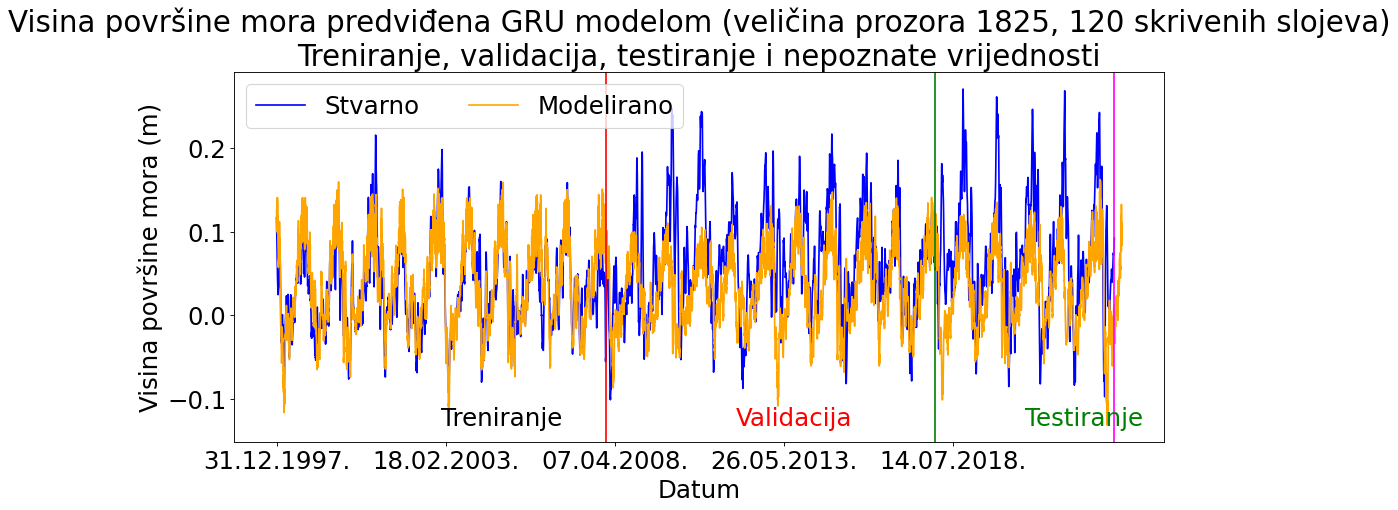 Visina površine mora predviđena GRU modelom (veličina prozora 1825, 120 skrivenih slojeva)
Treniranje, validacija, testiranje i nepoznate vrijednosti
Stvarno
Modelirano
Visina površine mora (m)
0.2
0.1
0.0
−0.1
Treniranje
Validacija
Testiranje
31.12.1997.
18.02.2003.
07.04.2008.
26.05.2013.
14.07.2018.
Datum